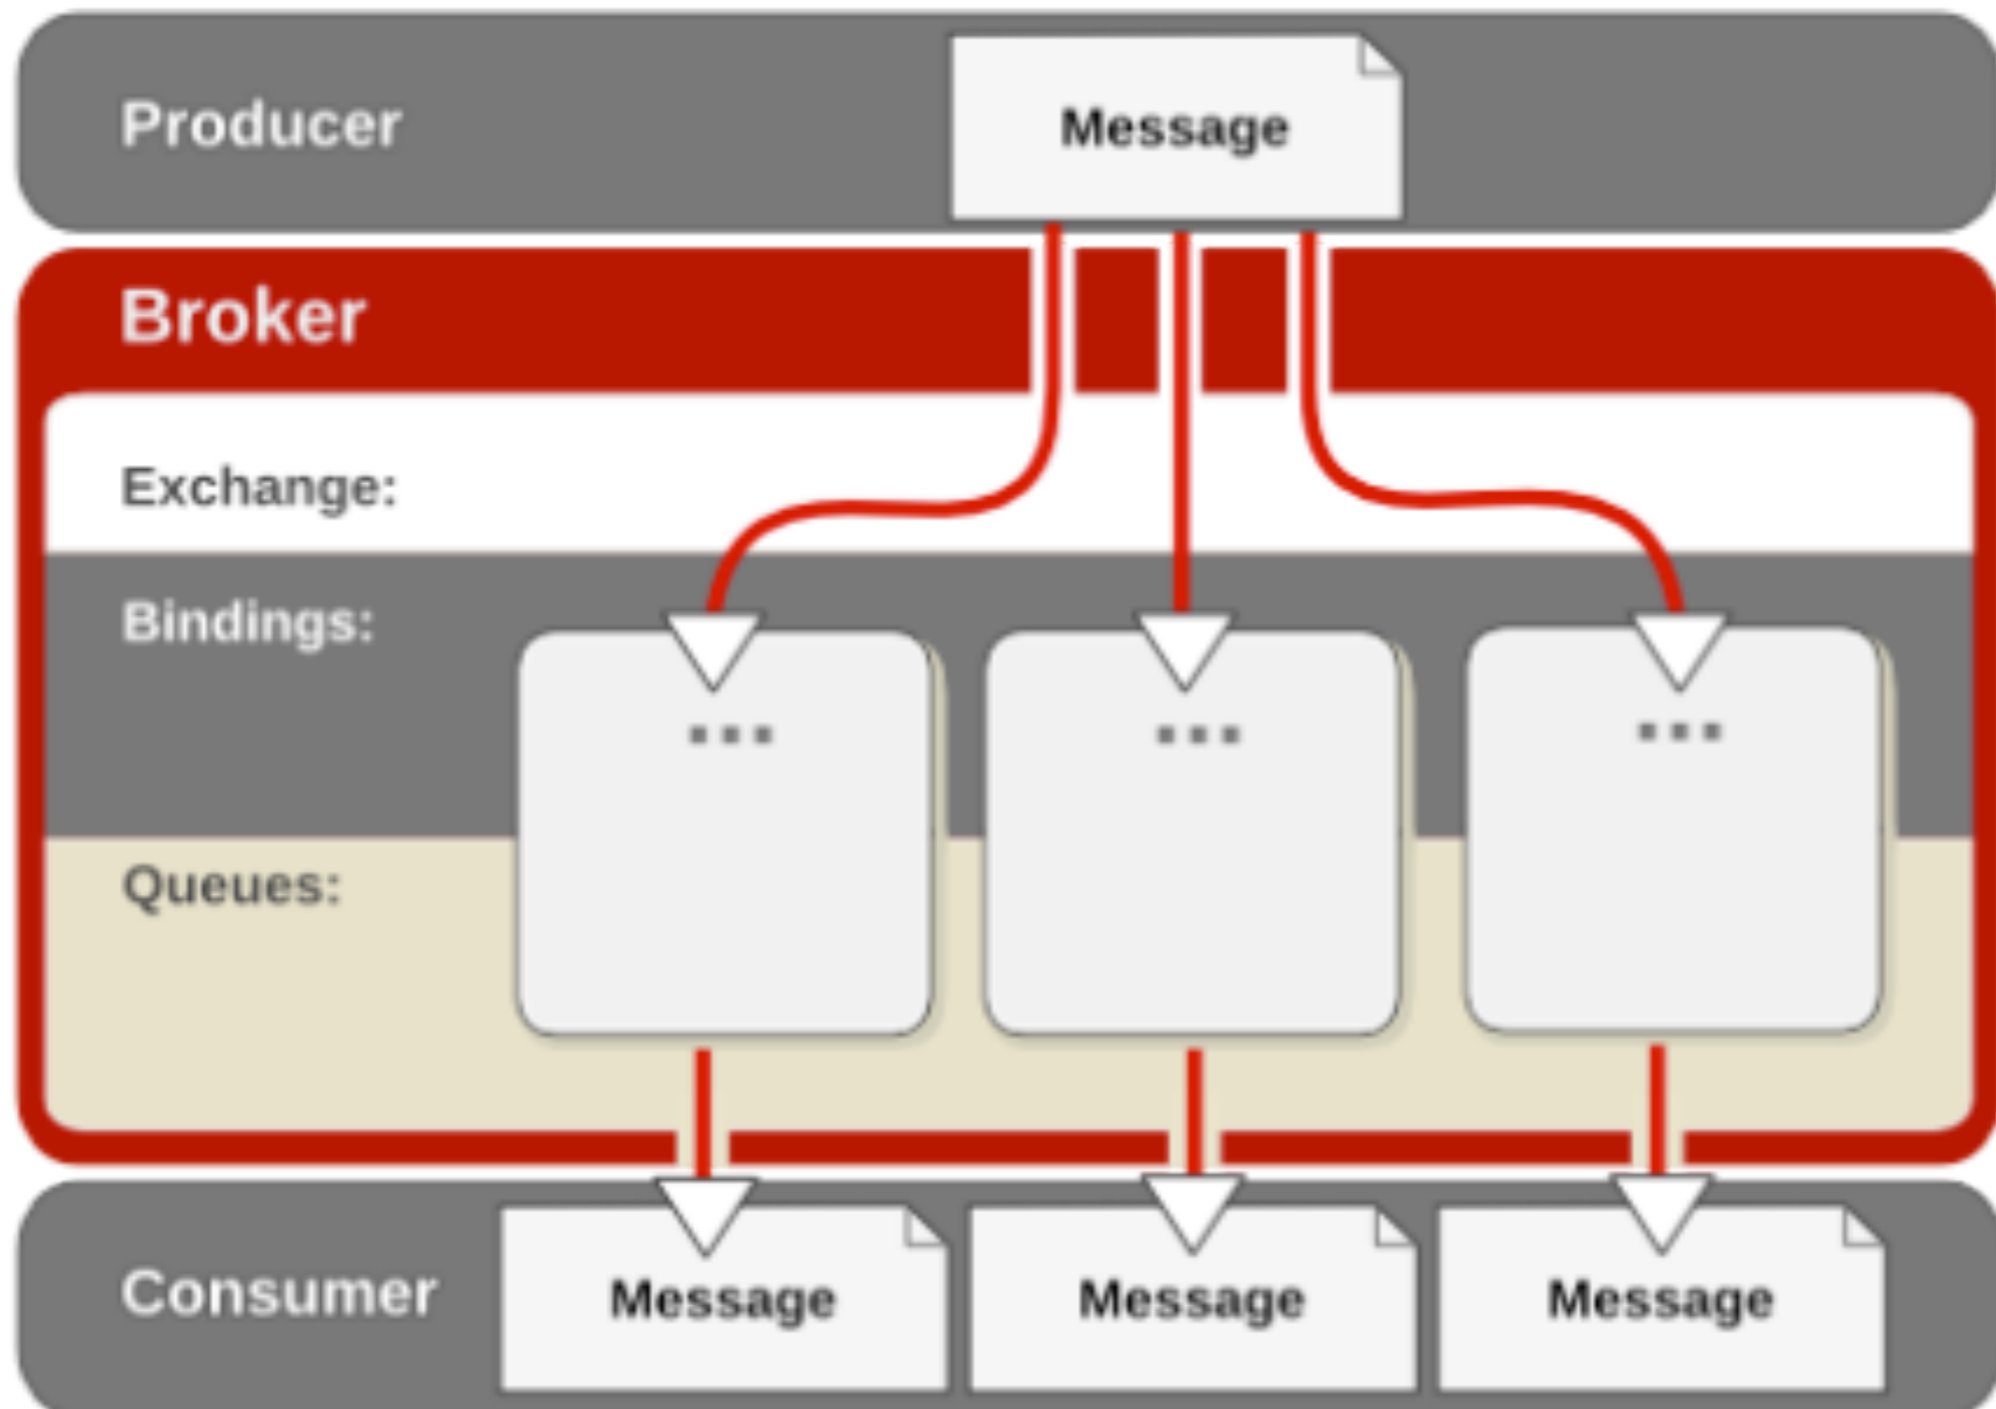 Producer
Message
Broker
Exchange:
Bindings:
...
...
...
Queues:
Consumer
Message
Message
Message